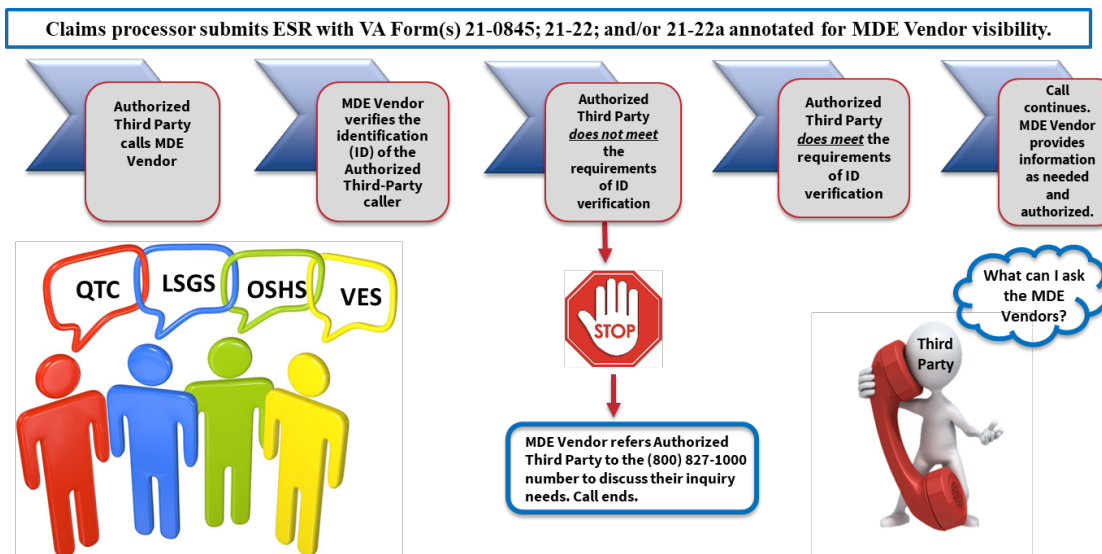 Claims processor submits ESR with VA Form(s) 21-0845; 21-22; and/or 21-22a annotated for MDE Vendor visibility.
Authorized
Third Party
calls MDE
Vendor
MDE Vendor
verifies the
identification
(ID) of the
Authorized
Third-Party
caller
Authorized
Third Party
does not meet
the
requirements
of ID
verification
Authorized
Third Party
does meet the
requirements
of ID
verification
Call
continues.
MDE Vendor
provides
information
as needed
and
authorized.
QTC
LSGS
OSHS
VES
STOP
MDE Vendor refers Authorized
Third Party to the (800) 827-1000
number to discuss their inquiry
needs. Call ends.
What can I ask
the MDE
Vendors?
Third
Party